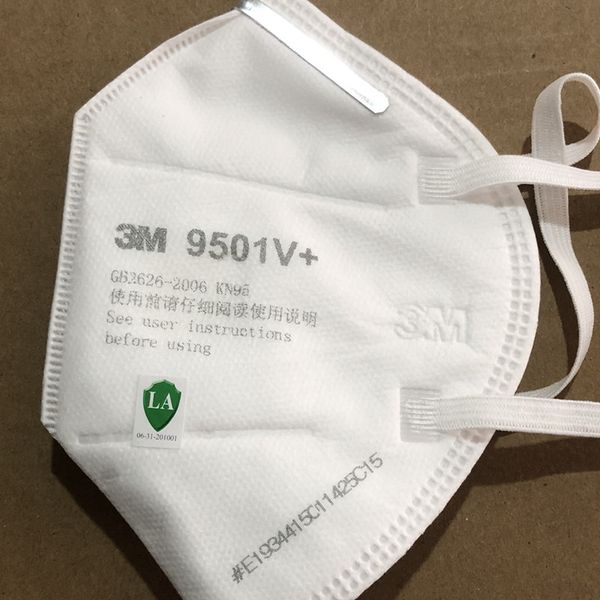 3M 9501V+
GB2626-2006 KN95
使用前请仔细阅读使用说明
See user instructions
before using
3M
LA
06-31-201001
#E1934415C11425C15